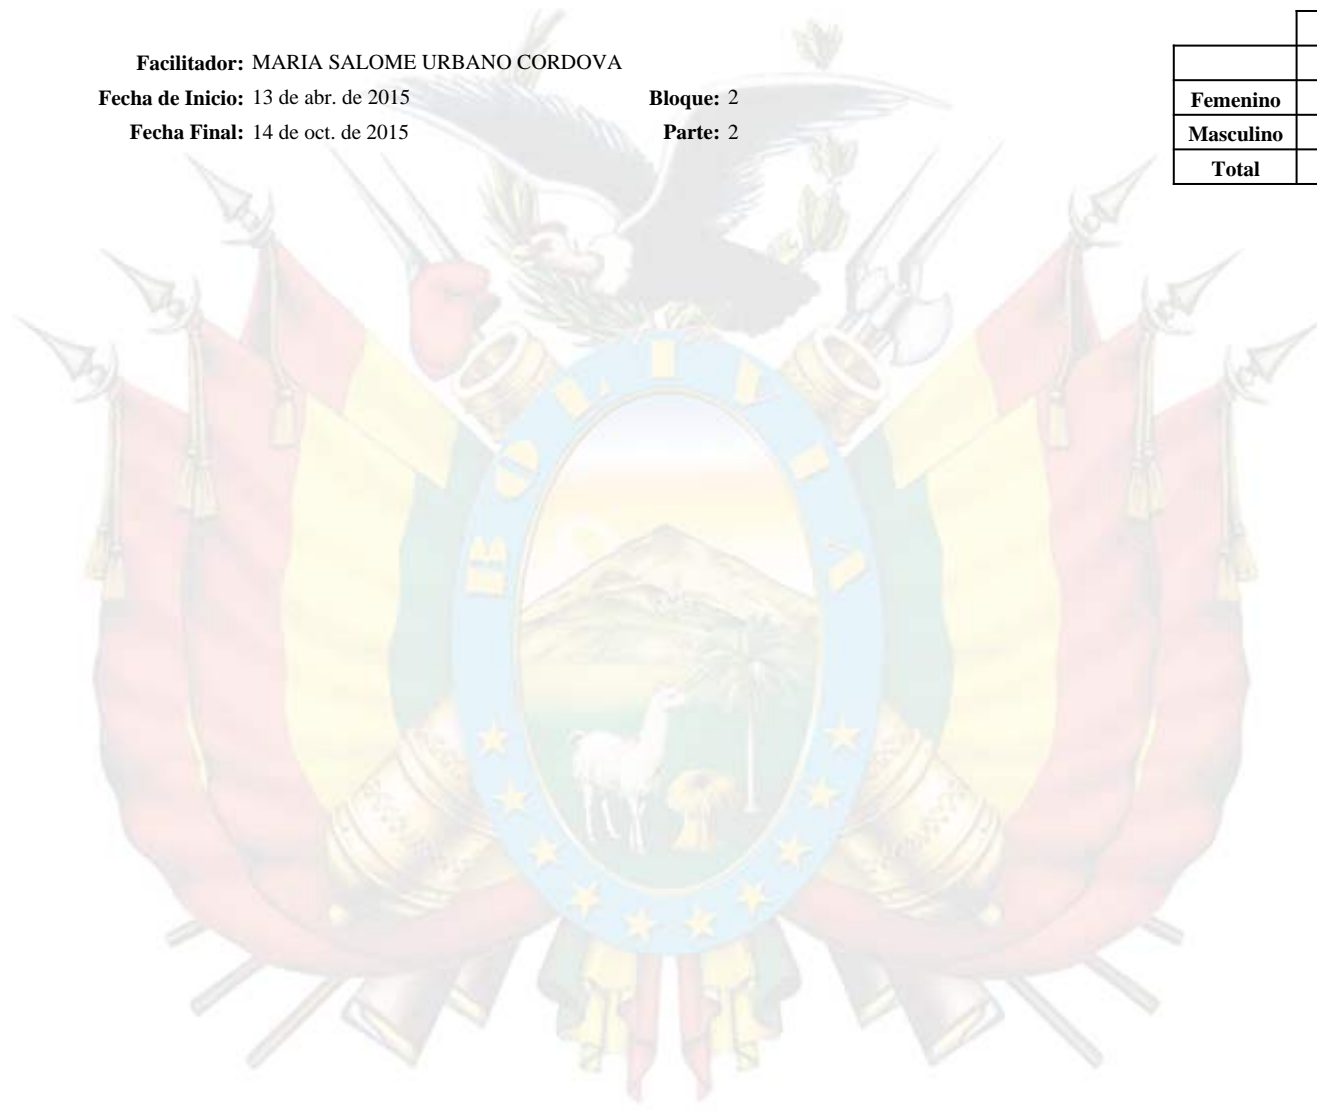 Facilitador: MARIA SALOME URBANO CORDOVA
Fecha de Inicio: 13 de abr. de 2015 Bloque: 2
Fecha Final: 14 de oct. de 2015 Parte: 2
Femenino
Masculino
Total
BOLIVIA